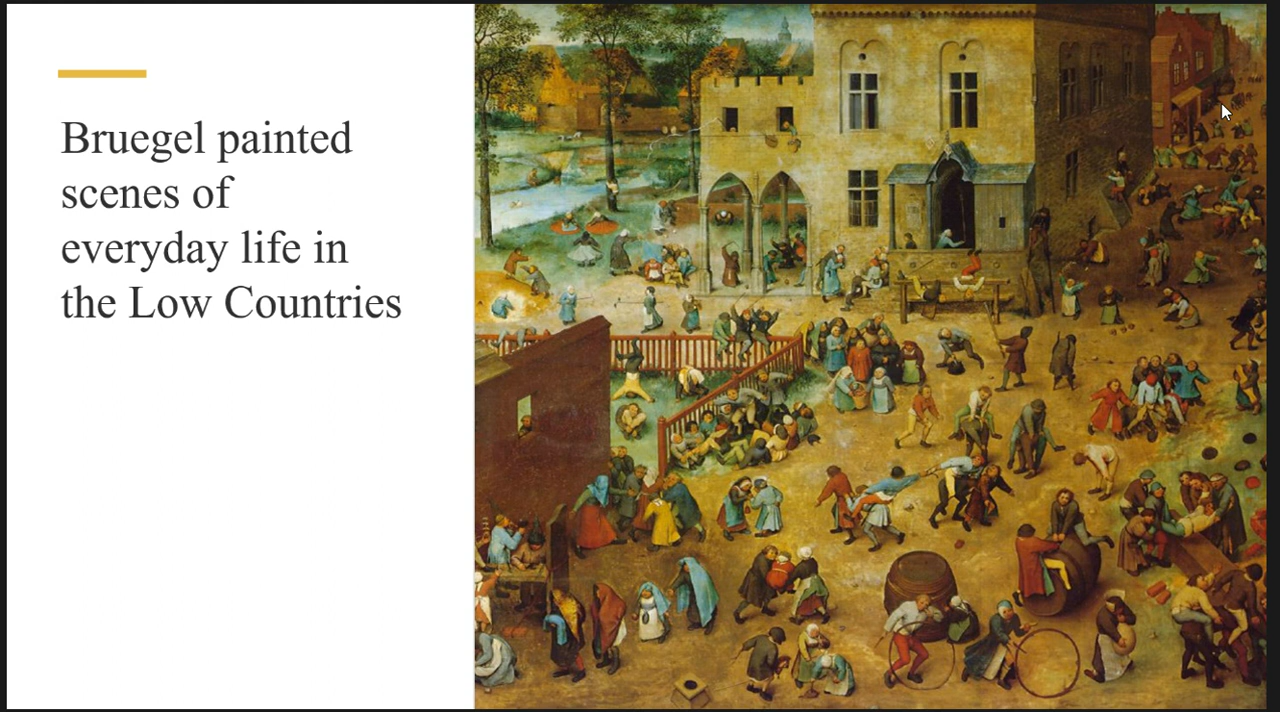 Bruegel painted
scenes of
everyday life in
the Low Countries